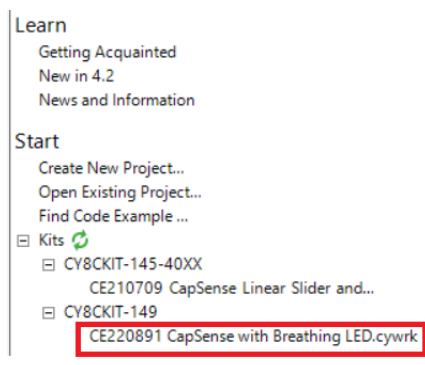 Learn
Getting Acquainted
New in 4.2
News and Information
Start
Create New Project...
Open Existing Project...
Find Code Example ...
Kits
CY8CKIT-145-40XX
CE210709 CapSense Linear Slider and...
CY8CKIT-149
CE220891 CapSense with Breathing LED.cywrk